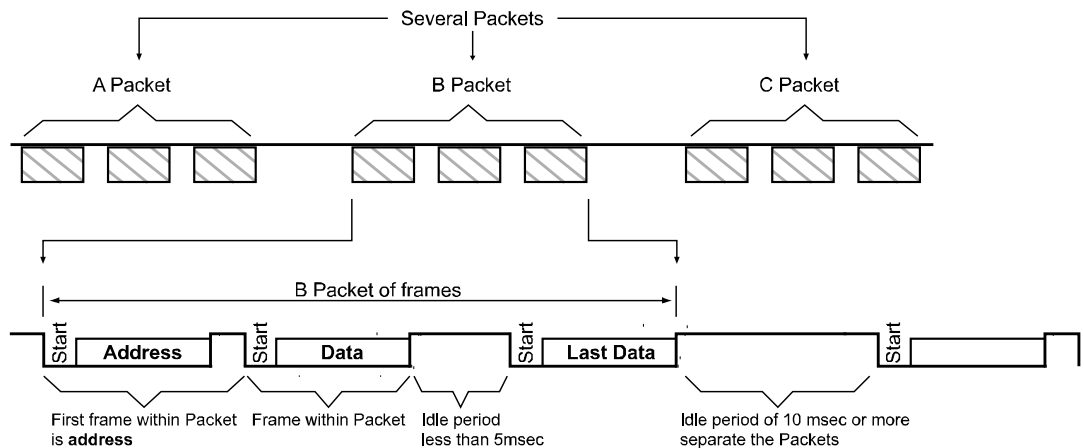 Several Packets
A Packet
B Packet
C Packet
B Packet of frames
Start
Address
Start
Data
Start
Last Data
Start
First frame within Packet
is address
Frame within Packet
Idle period
less than 5msec
Idle period of 10 msec or more
separate the Packets